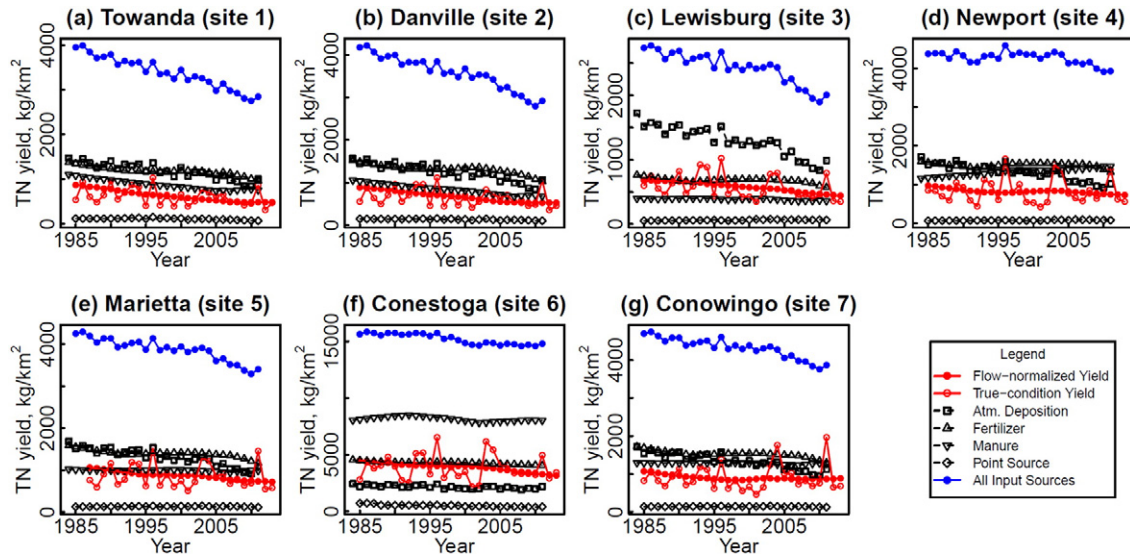 (a) Towanda (site 1)
(b) Danville (site 2)
(c) Lewisburg (site 3)
(d) Newport (site 4)
TN yield, kg/km²
0 1000 2000 4000
1985 1995 2005
Year
TN yield, kg/km²
0 1000 2000 4000
1985 1995 2005
Year
TN yield, kg/km²
0 1000 2000
1985 1995 2005
Year
TN yield, kg/km²
0 2000 4000
1985 1995 2005
Year
(e) Marietta (site 5)
(f) Conestoga (site 6)
(g) Conowingo (site 7)
TN yield, kg/km²
0 1000 2000 4000
1985 1995 2005
Year
TN yield, kg/km²
0 5000 15000
1985 1995 2005
Year
TN yield, kg/km²
0 1000 2000 4000
1985 1995 2005
Year
Legend
Flow−normalized Yield
True−condition Yield
Atm. Deposition
Fertilizer
Manure
Point Source
All Input Sources